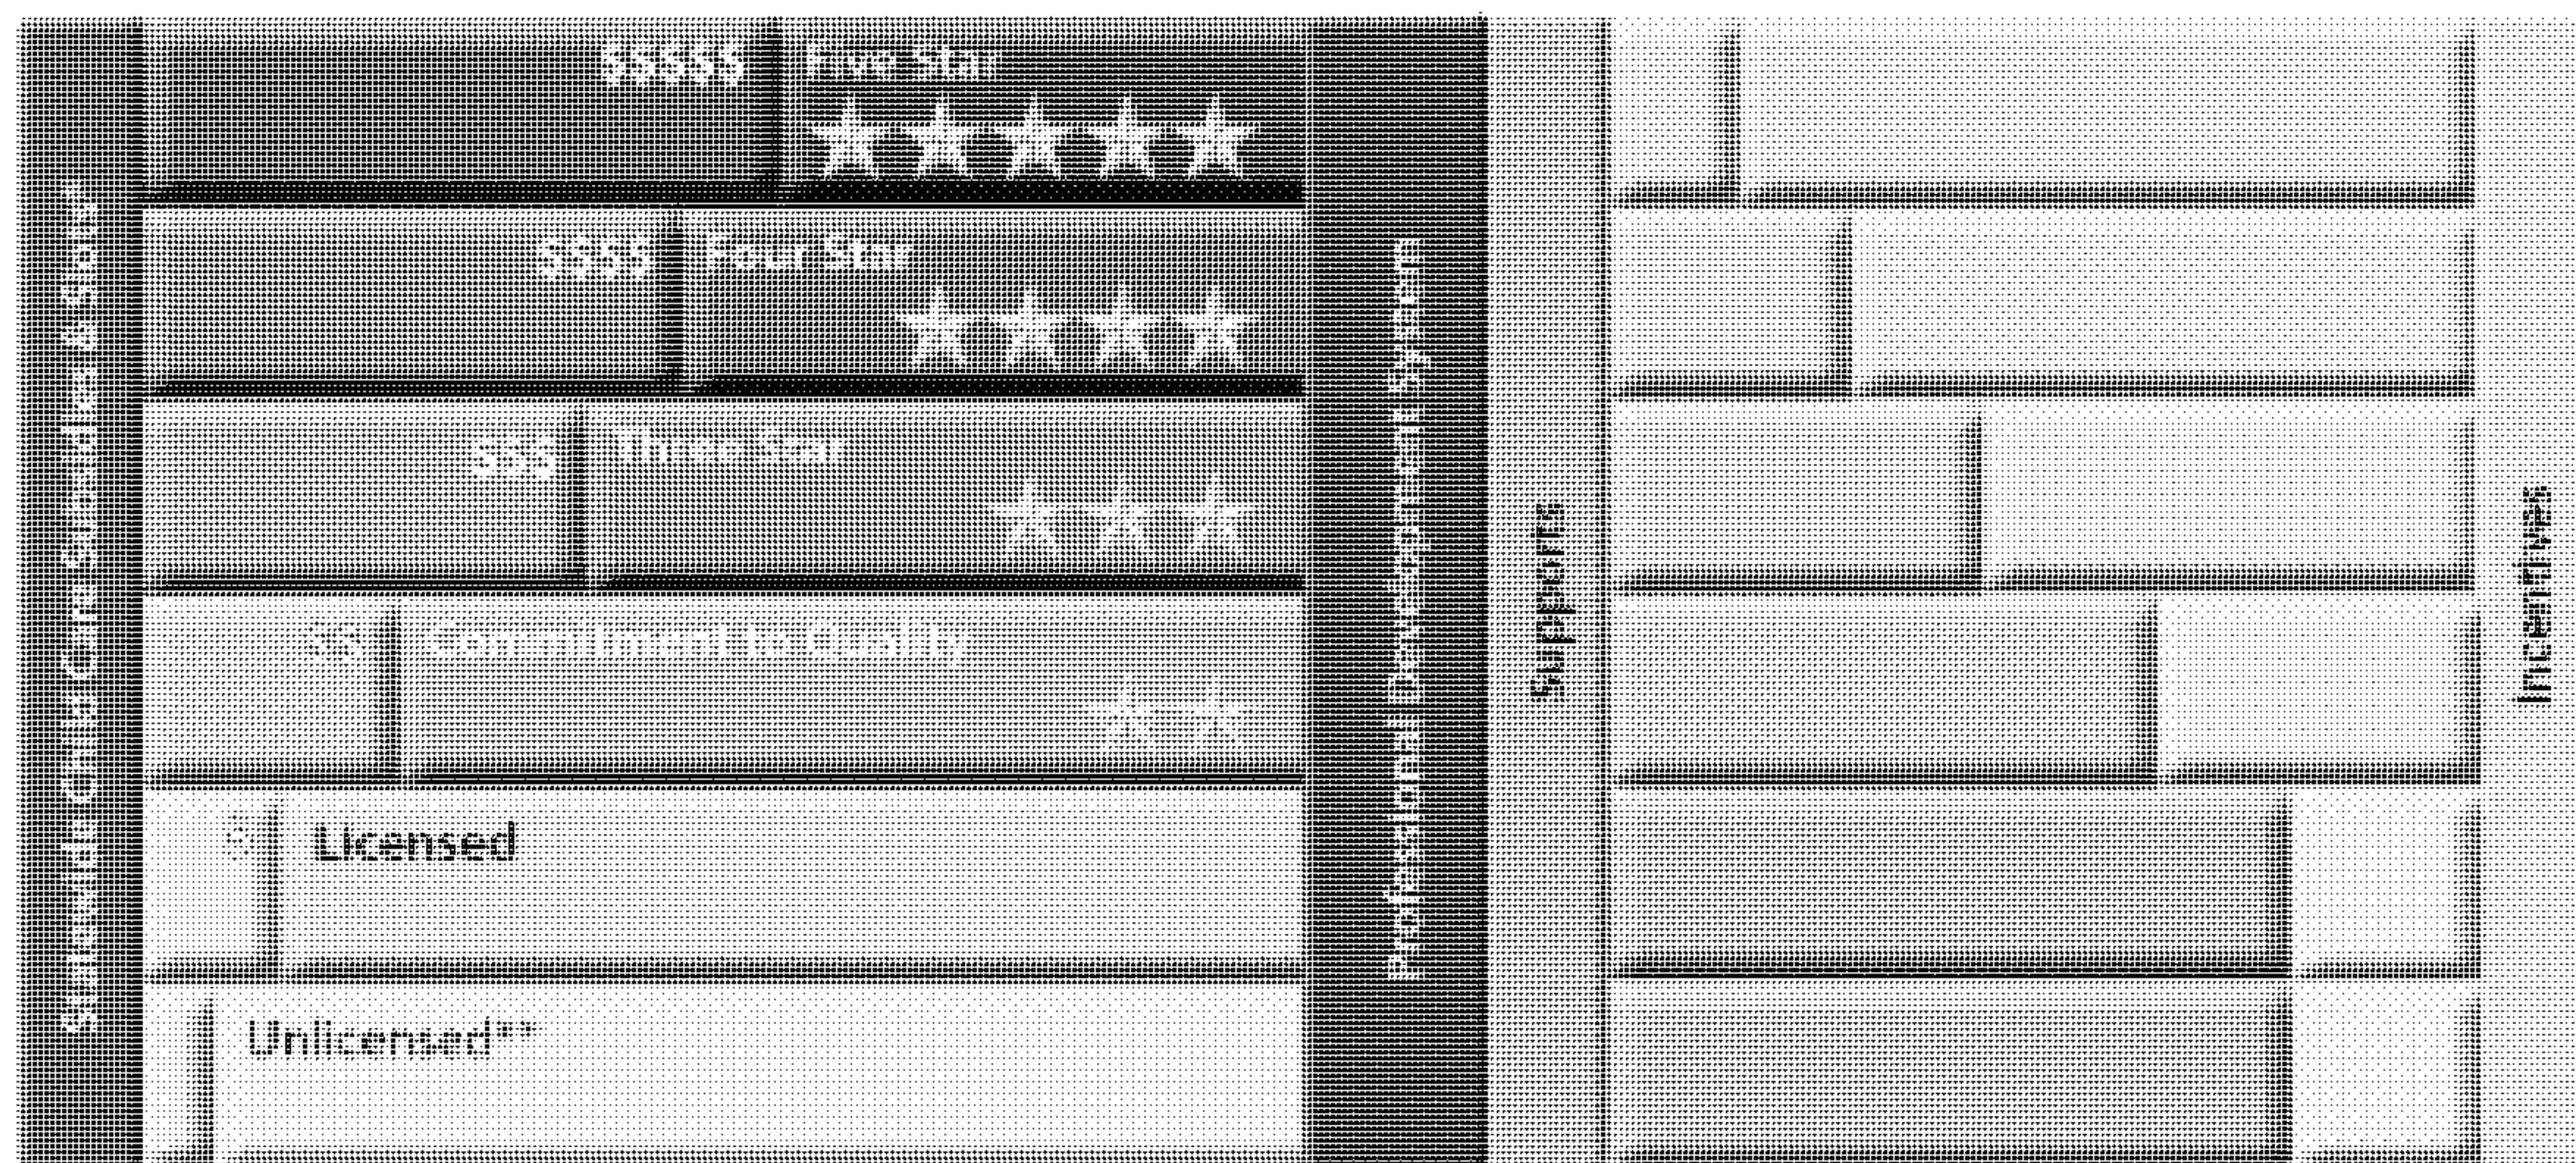 Statewide Child Care Subsidies A Share
$$$$$ Five Star
$$$$ Four Star
$$$ Three Star
$$ Commitment to Quality
$ Licensed
Unlicensed**
Professional Development System
Supports
Incentives